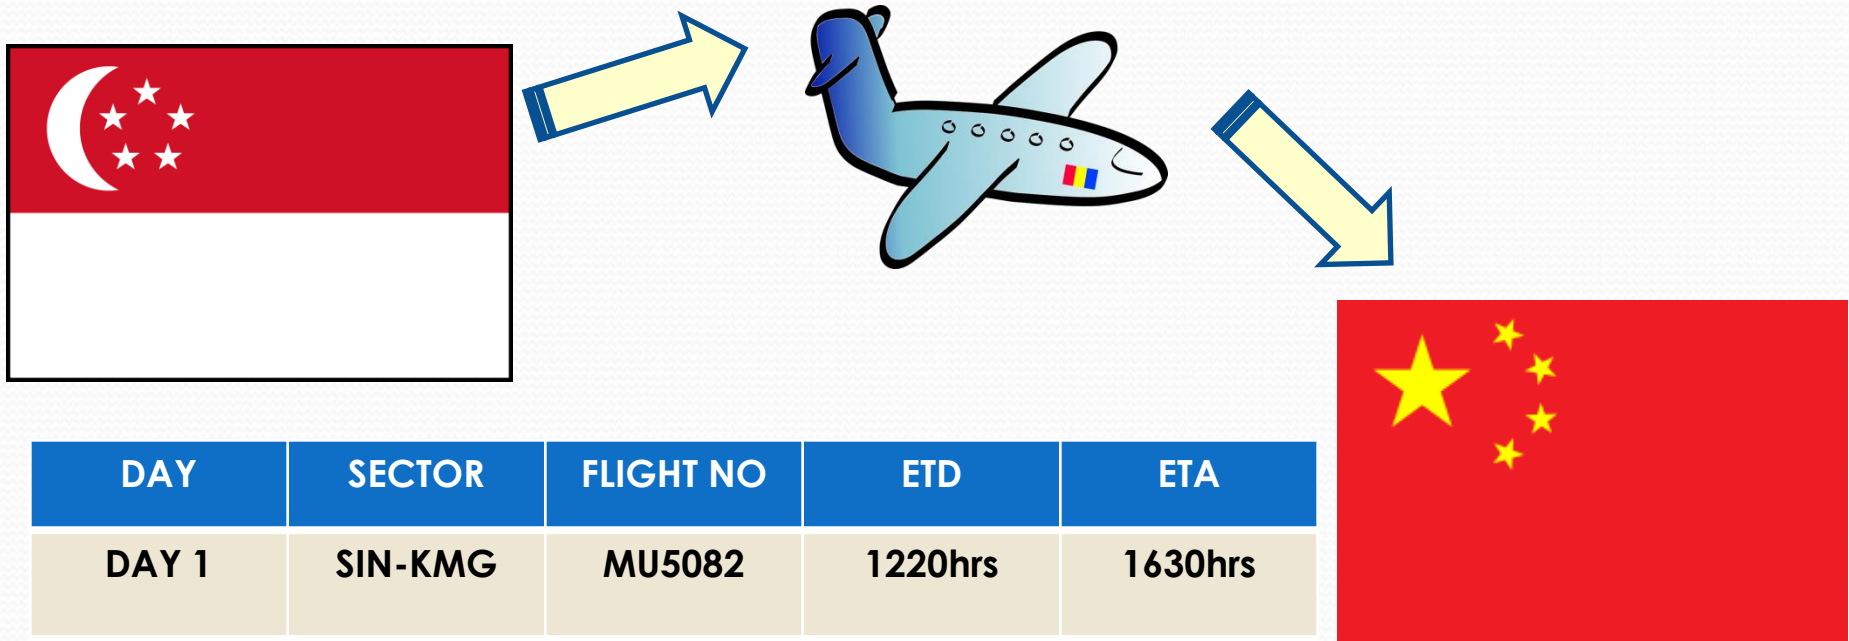 DAY SECTOR FLIGHT NO ETD ETA
DAY 1 SIN-KMG MU5082 1220hrs 1630hrs